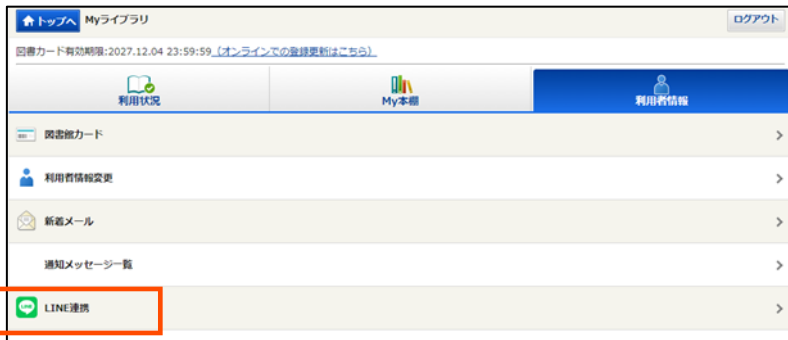 トップへ Myライブラリ ログアウト
図書カード有効期限:2027.12.04 23:59:59 (オンラインでの登録更新はこちら)
利用状況 My本棚 利用者情報
図書館カード
利用者情報変更
新着メール
通知メッセージ一覧
LINE連携